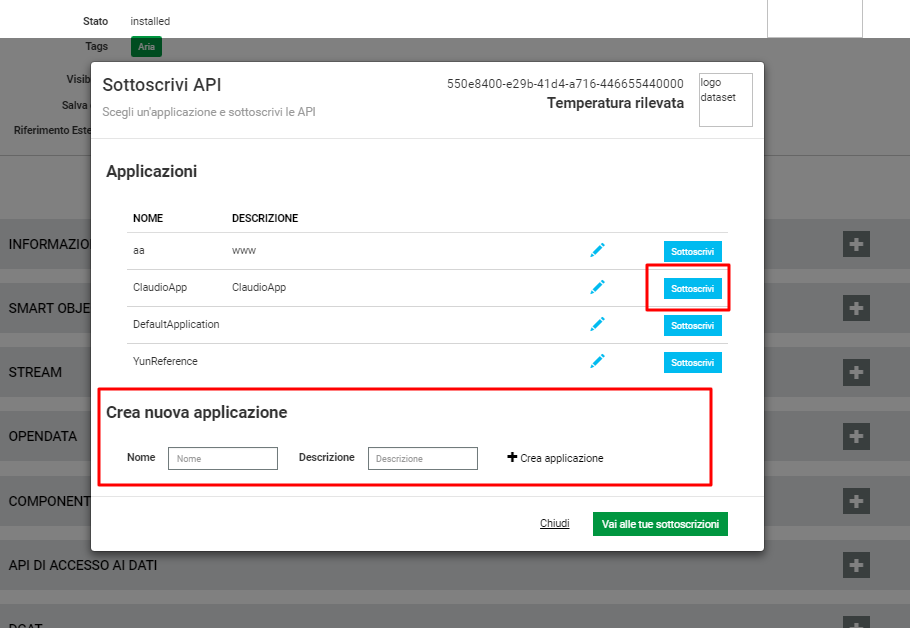 Stato installed
Tags Aria
Visib
Salva
Riferimento Este
Sottoscrivi API
Scegli un'applicazione e sottoscrivi le API
550e8400-e29b-41d4-a716-446655440000
Temperatura rilevata
logo
dataset
Applicazioni
NOME DESCRIZIONE
aa www Sottoscrivi
ClaudioApp ClaudioApp Sottoscrivi
DefaultApplication Sottoscrivi
YunReference Sottoscrivi
Crea nuova applicazione
Nome Nome Descrizione Descrizione Crea applicazione
Chiudi Vai alle tue sottoscrizioni
INFORMAZIO
SMART OBJE
STREAM
OPENDATA
COMPONENT
API DI ACCESSO AI DATI
DCAT